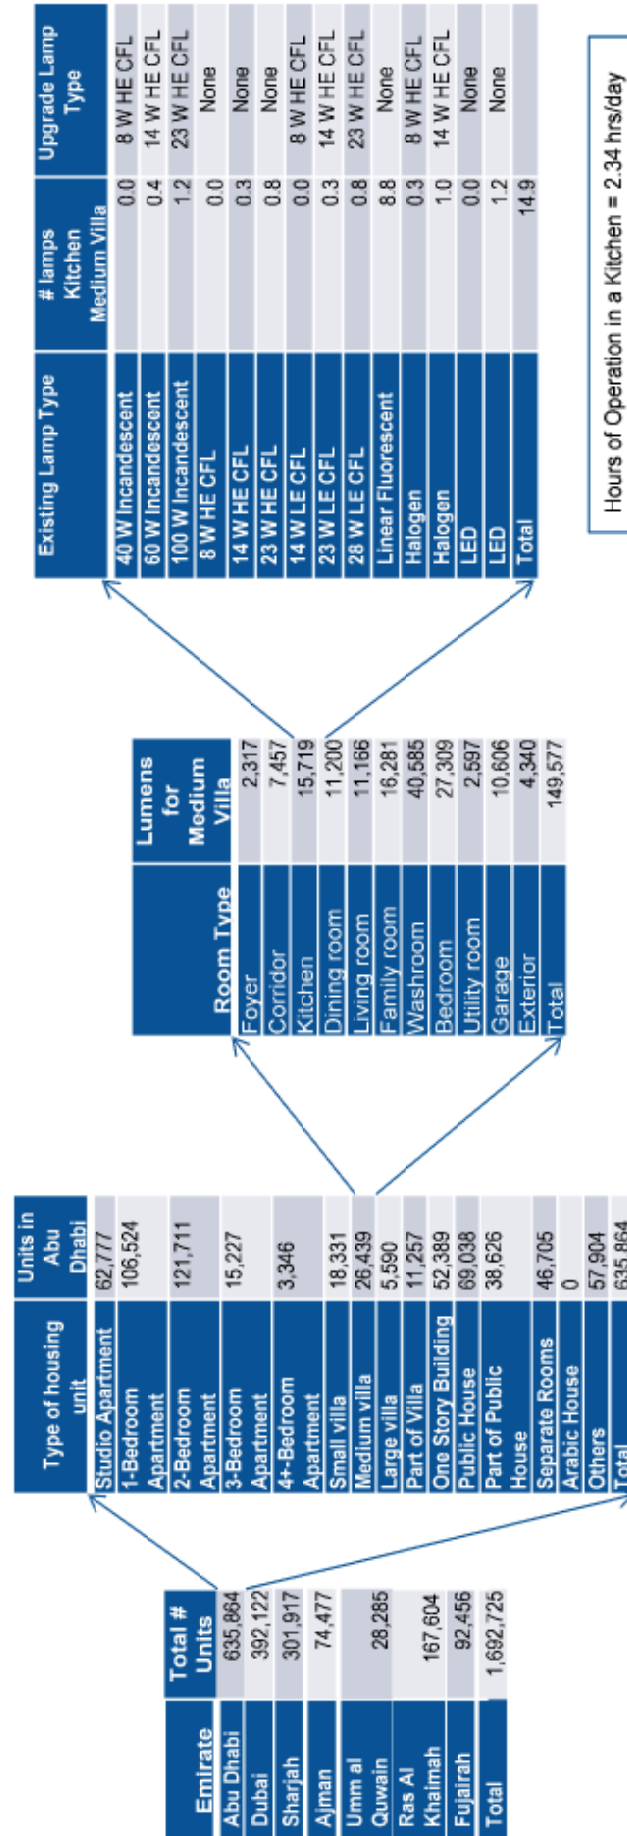 Emirate Total # Units
Abu Dhabi 635,864
Dubai 392,122
Sharjah 301,917
Ajman 74,477
Umm al Quwain 28,285
Ras Al Khaimah 167,604
Fujairah 92,456
Total 1,692,725
Type of housing unit Units in Abu Dhabi
Studio Apartment 62,777
1-Bedroom Apartment 106,524
2-Bedroom Apartment 121,711
3-Bedroom Apartment 15,227
4+-Bedroom Apartment 3,346
Small villa 18,331
Medium villa 26,439
Large villa 5,590
Part of Villa 11,257
One Story Building 52,389
Public House 69,038
Part of Public House 38,626
Separate Rooms 46,705
Arabic House 0
Others 57,904
Total 635,864
Room Type Lumens for Medium Villa
Foyer 2,317
Corridor 7,457
Kitchen 15,719
Dining room 11,200
Living room 11,166
Family room 16,281
Washroom 40,585
Bedroom 27,309
Utility room 2,597
Garage 10,606
Exterior 4,340
Total 149,577
Existing Lamp Type # lamps Kitchen Medium Villa Upgrade Lamp Type
40 W Incandescent 0.0 8 W HE CFL
60 W Incandescent 0.4 14 W HE CFL
100 W Incandescent 1.2 23 W HE CFL
8 W HE CFL 0.0 None
14 W HE CFL 0.3 None
23 W HE CFL 0.8 None
14 W LE CFL 0.0 8 W HE CFL
23 W LE CFL 0.3 14 W HE CFL
28 W LE CFL 0.8 23 W HE CFL
Linear Fluorescent 8.8 None
Halogen 0.3 8 W HE CFL
Halogen 1.0 14 W HE CFL
LED 0.0 None
LED 1.2 None
Total 14.9
Hours of Operation in a Kitchen = 2.34 hrs/day